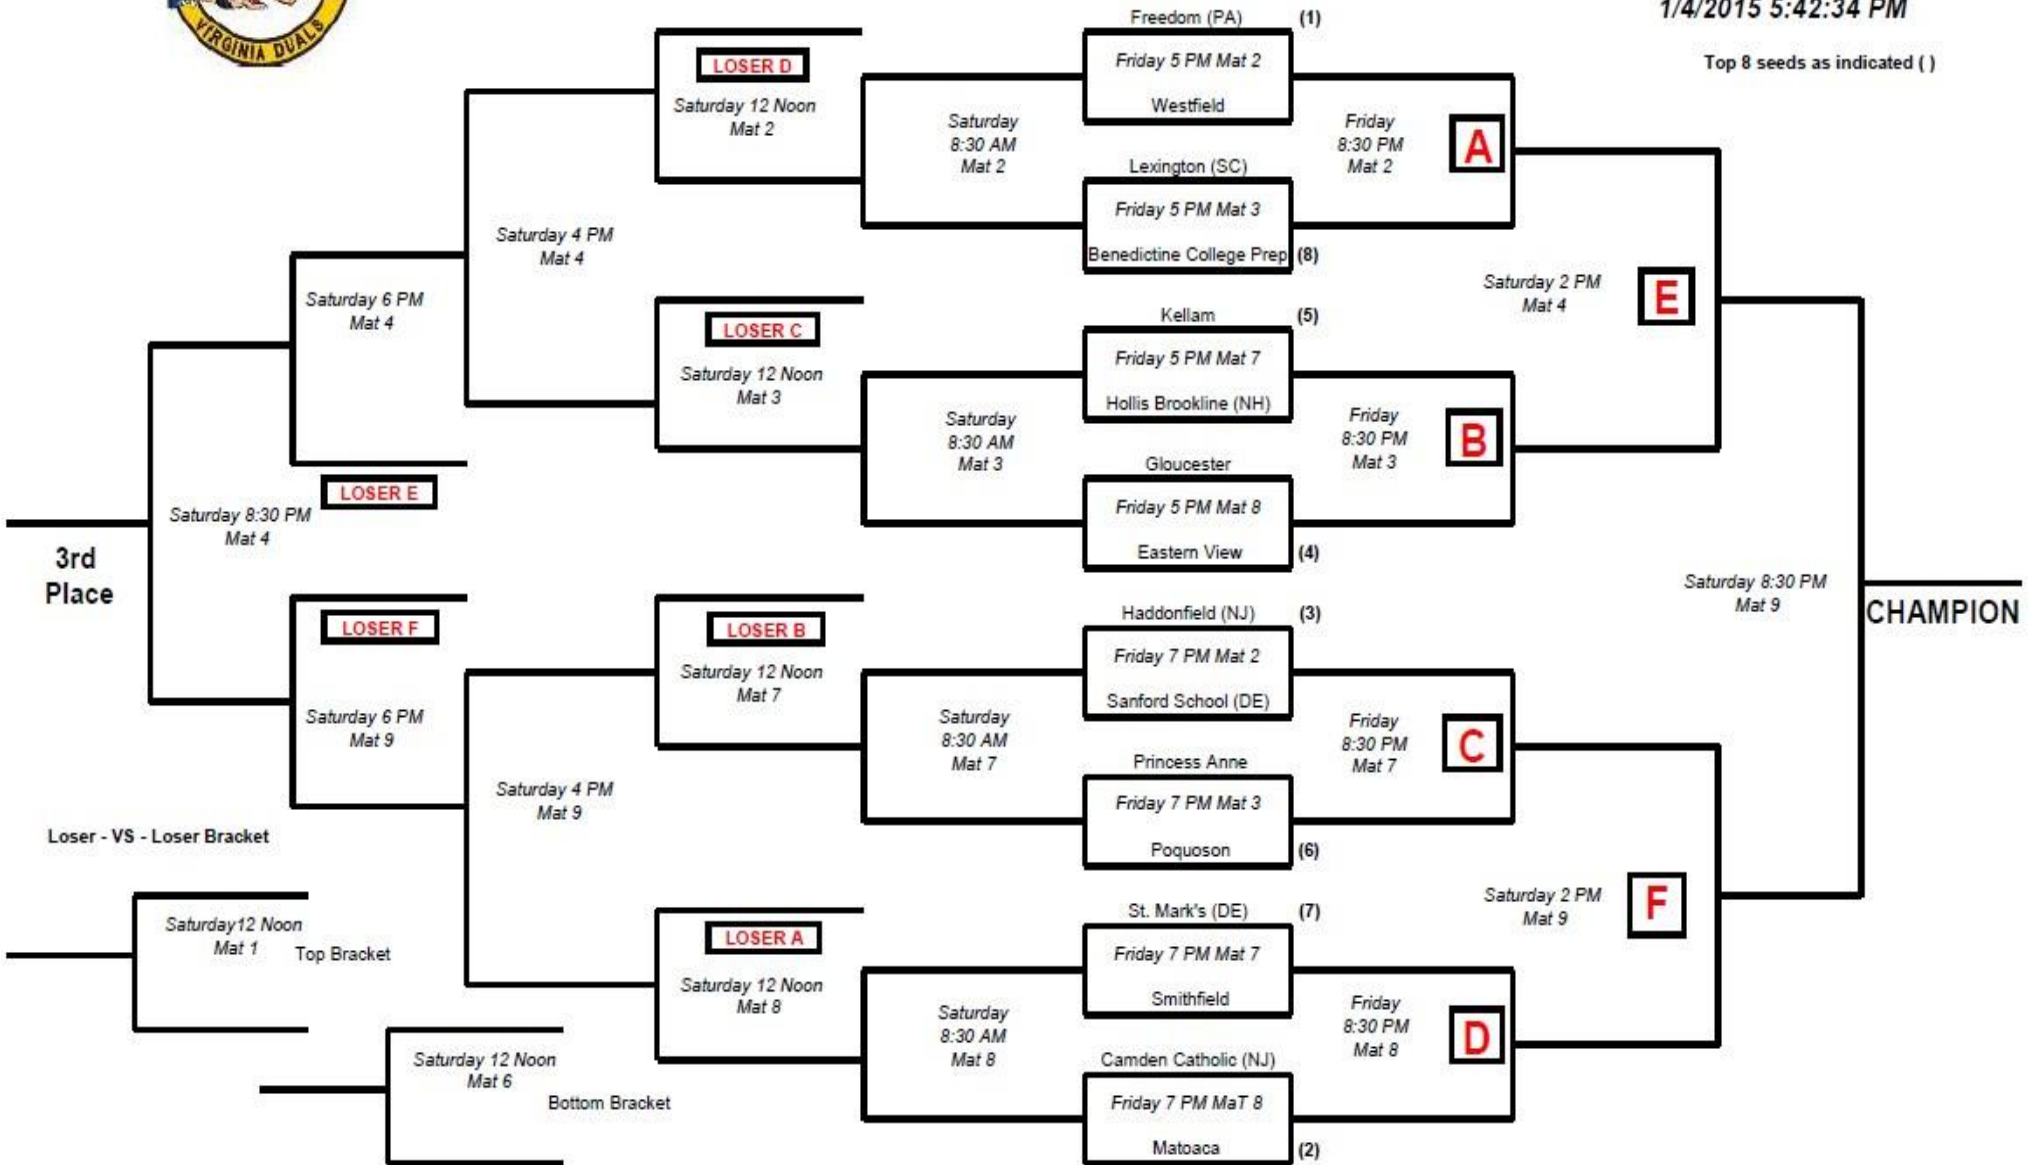 VIRGINIA DUALS
1/4/2015 5:42:34 PM
Top 8 seeds as indicated ( )
Freedom (PA) (1)
Friday 5 PM Mat 2
Westfield
Lexington (SC)
Friday 5 PM Mat 3
Benedictine College Prep (8)
Kellam (5)
Friday 5 PM Mat 7
Hollis Brookline (NH)
Gloucester
Friday 5 PM Mat 8
Eastern View (4)
Haddonfield (NJ) (3)
Friday 7 PM Mat 2
Sanford School (DE)
Princess Anne
Friday 7 PM Mat 3
Poquoson (6)
St. Mark's (DE) (7)
Friday 7 PM Mat 7
Smithfield
Camden Catholic (NJ)
Friday 7 PM MaT 8
Matoaca (2)
Friday
8:30 PM
Mat 2
A
Friday
8:30 PM
Mat 3
B
Friday
8:30 PM
Mat 7
C
Friday
8:30 PM
Mat 8
D
Saturday 2 PM
Mat 4
E
Saturday 2 PM
Mat 9
F
Saturday 8:30 PM
Mat 9
CHAMPION
Saturday
8:30 AM
Mat 2
Saturday
8:30 AM
Mat 3
Saturday
8:30 AM
Mat 7
Saturday
8:30 AM
Mat 8
LOSER D
Saturday 12 Noon
Mat 2
LOSER C
Saturday 12 Noon
Mat 3
LOSER B
Saturday 12 Noon
Mat 7
LOSER A
Saturday 12 Noon
Mat 8
Saturday 4 PM
Mat 4
Saturday 4 PM
Mat 9
Saturday 6 PM
Mat 4
LOSER E
LOSER F
Saturday 6 PM
Mat 9
Saturday 8:30 PM
Mat 4
3rd
Place
Loser - VS - Loser Bracket
Saturday12 Noon
Mat 1
Top Bracket
Saturday 12 Noon
Mat 6
Bottom Bracket